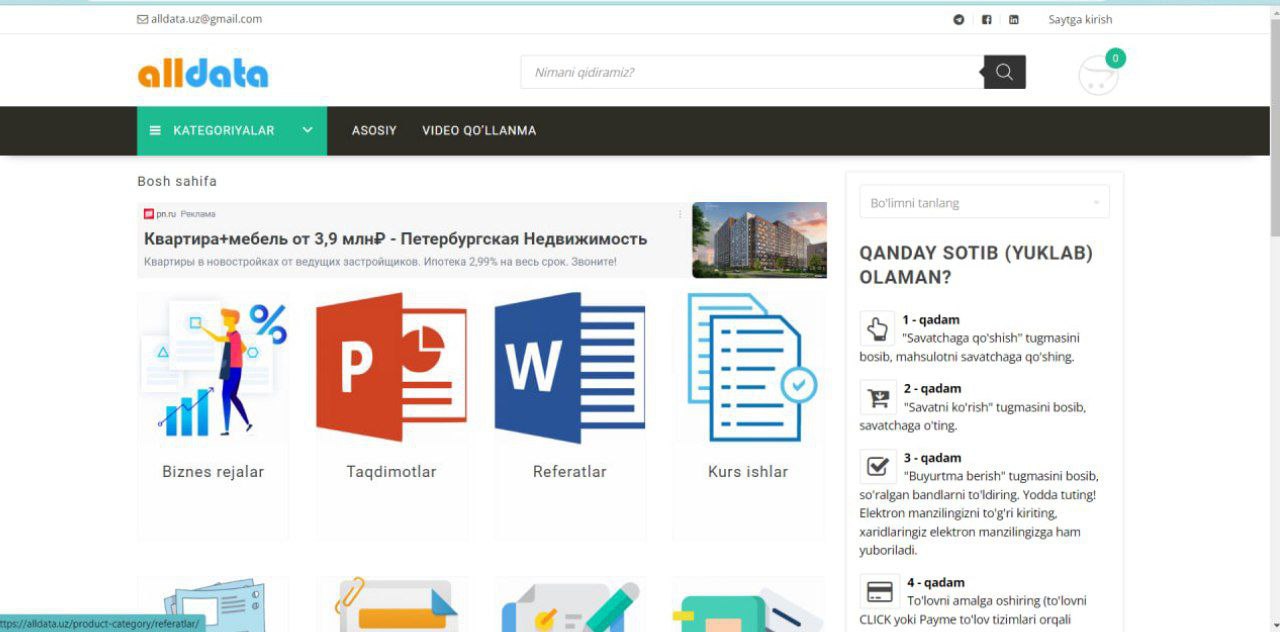 alldata.uz@gmail.com
Saytga kirish
alldata
Nimani qidiramiz?
0
KATEGORIYALAR
ASOSIY
VIDEO QO'LLANMA
Bosh sahifa
pn.ru Реклама
Квартира+мебель от 3,9 млн₽ - Петербургская Недвижимость
Квартиры в новостройках от ведущих застройщиков. Ипотека 2,99% на весь срок. Звоните!
%
P
W
Biznes rejalar
Taqdimotlar
Referatlar
Kurs ishlar
Bo'limni tanlang
QANDAY SOTIB (YUKLAB)
OLAMAN?
1 - qadam
"Savatchaga qo'shish" tugmasini
bosib, mahsulotni savatchaga qo'shing.
2 - qadam
"Savatni ko'rish" tugmasini bosib,
savatchaga o'ting.
3 - qadam
"Buyurtma berish" tugmasini bosib,
so'ralgan bandlarni to'ldiring. Yodda tuting!
Elektron manzilingizni to'g'ri kiriting,
xaridlaringiz elektron manzilingizga ham
yuboriladi.
4 - qadam
To'lovni amalga oshiring (to'lovni
CLICK yoki Payme to'lov tizimlari orqali
ttps://alldata.uz/product-category/referatlar/